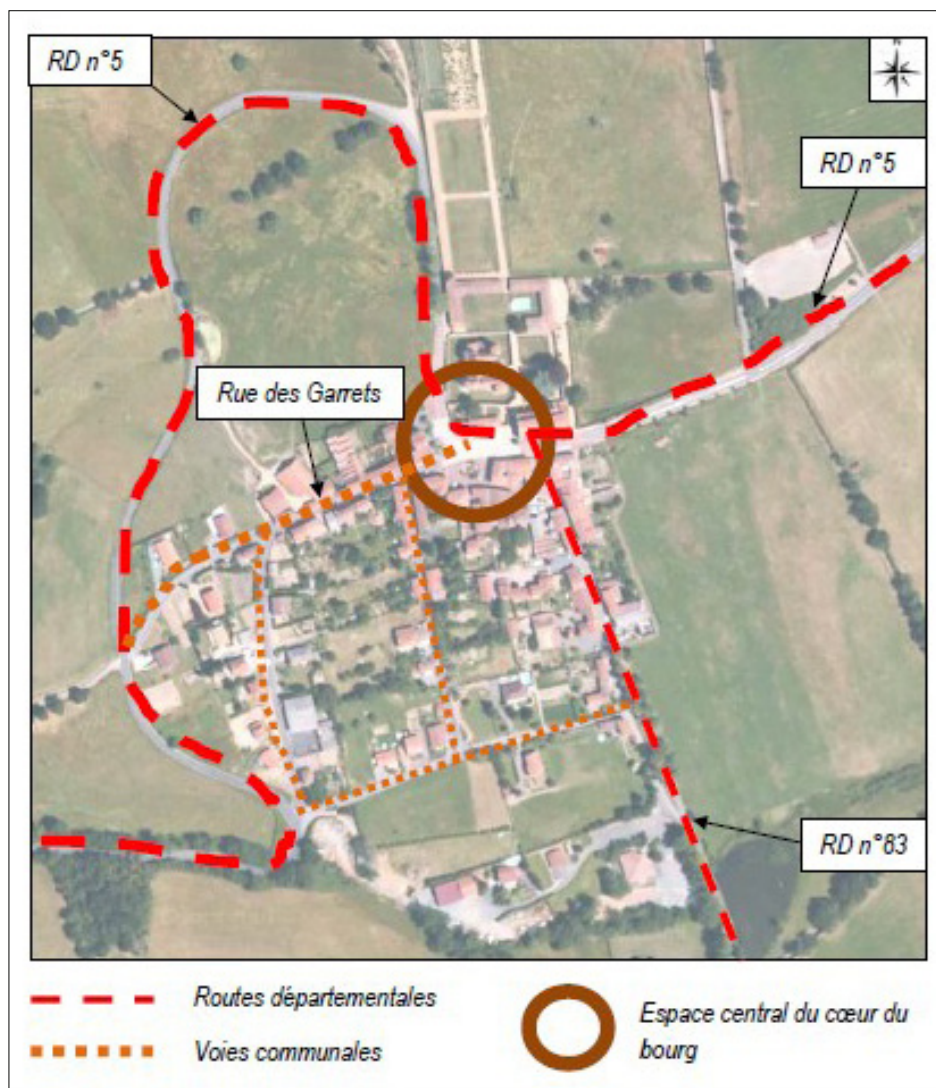 RD n°5
RD n°5
Rue des Garrets
RD n°83
Routes départementales
Voies communales
Espace central du cœur du
bourg